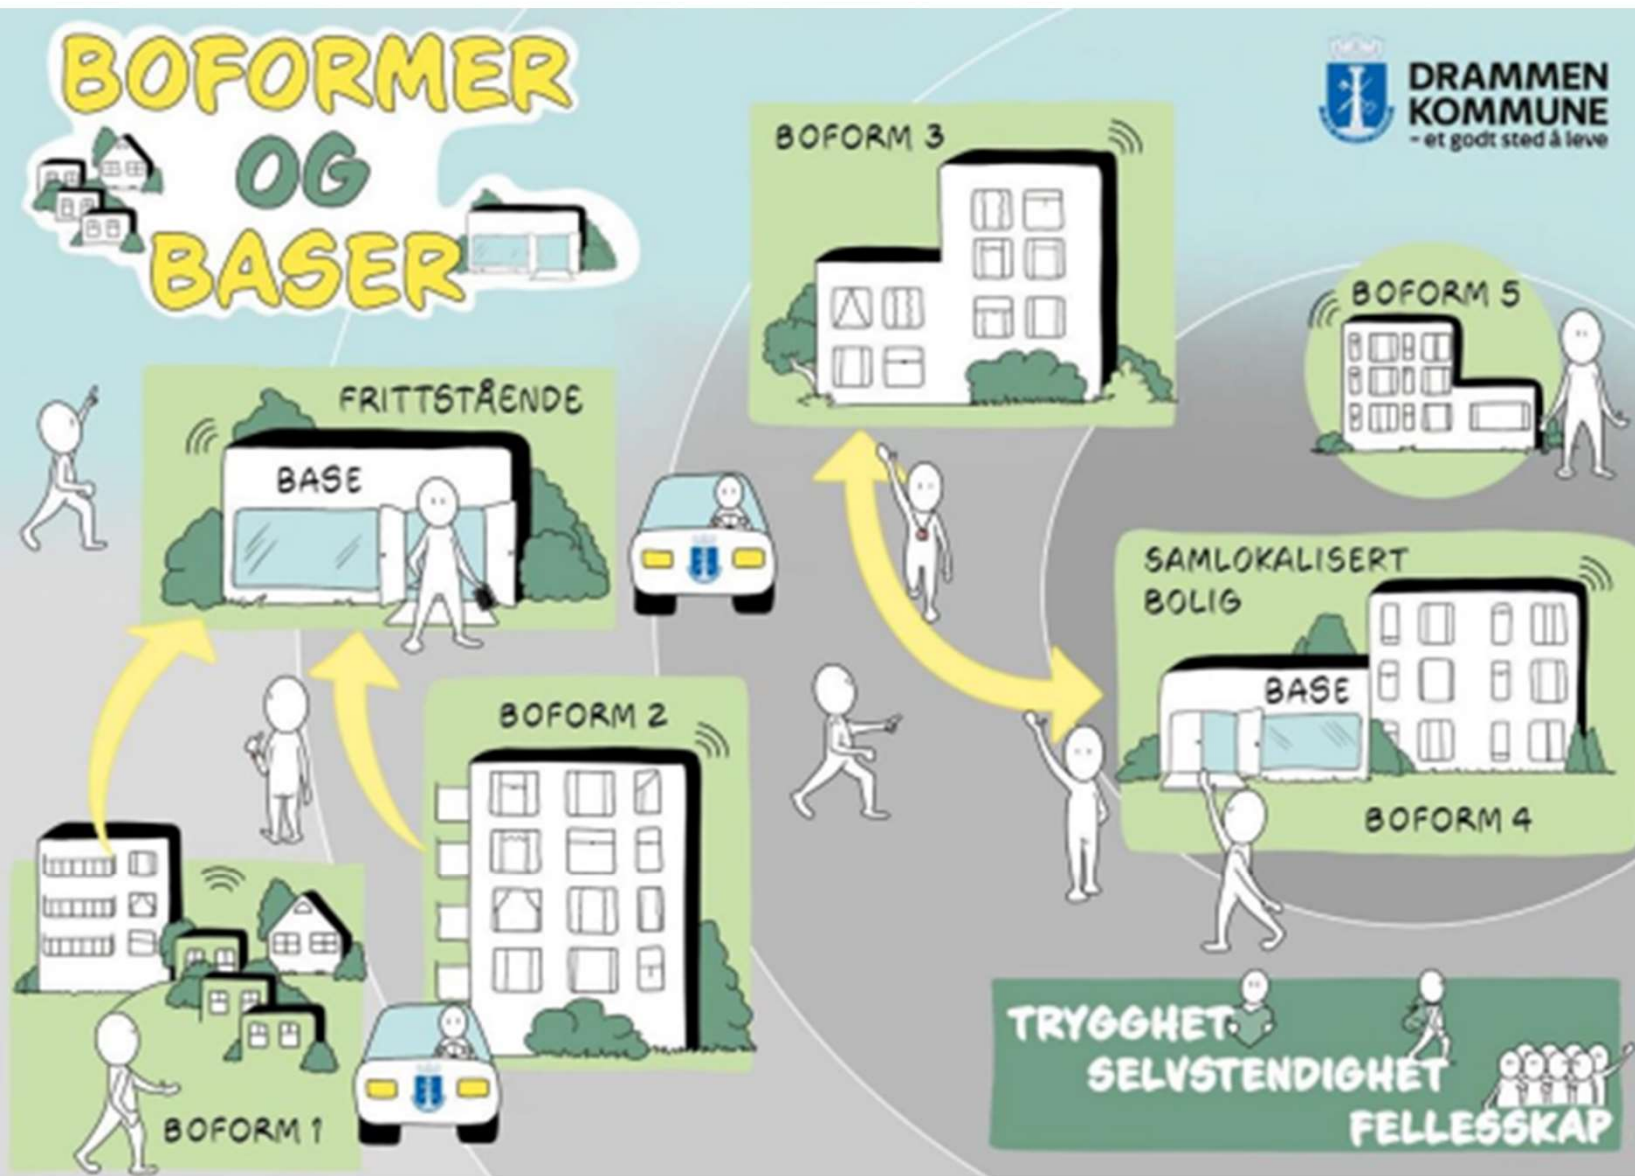 BOFORMER
OG
BASER
DRAMMEN
KOMMUNE
- et godt sted å leve
BOFORM 3
BOFORM 5
FRITTSTÅENDE
BASE
SAMLOKALISERT
BOLIG
BASE
BOFORM 4
BOFORM 2
BOFORM 1
TRYGGHET
SELVSTENDIGHET
FELLESSKAP